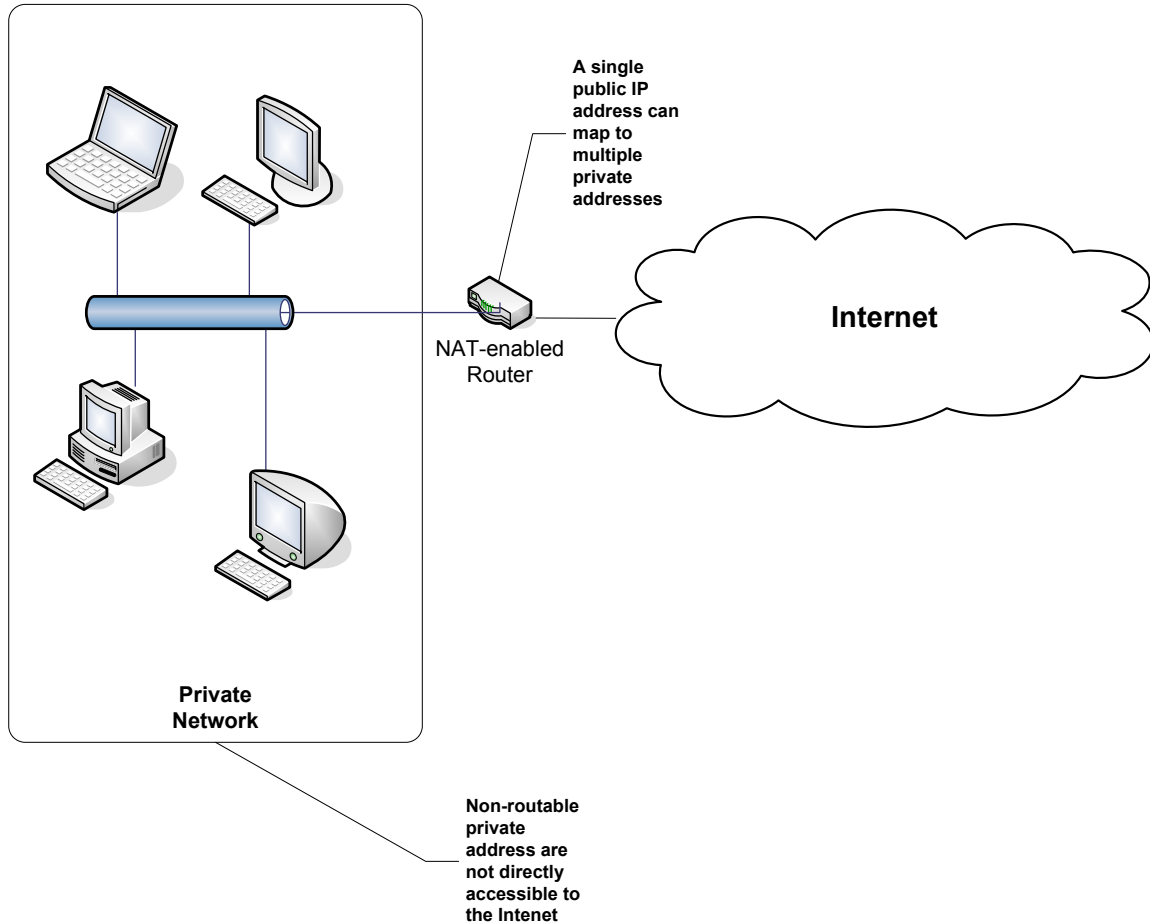 A single
public IP
address can
map to
multiple
private
addresses
Internet
NAT-enabled
Router
Private
Network
Non-routable
private
address are
not directly
accessible to
the Intenet